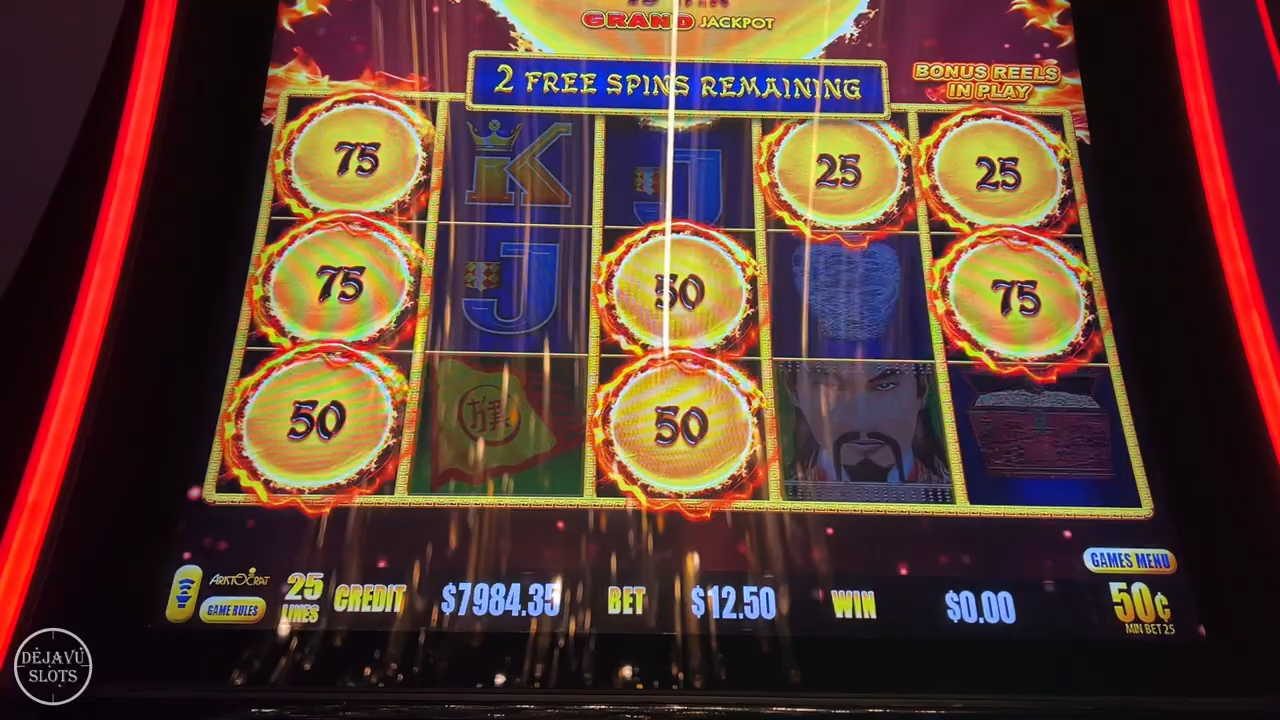 GRAND JACKPOT
2 FREE SPINS REMAINING
BONUS REELS
IN PLAY
75
K
J
25
25
75
J
50
75
50
50
ARISTOCRAT
GAME RULES
25
LINES
CREDIT
$7984.35
BET
$12.50
WIN
$0.00
GAMES MENU
50¢
MIN BET 25
DÉJAVŪ
SLOTS